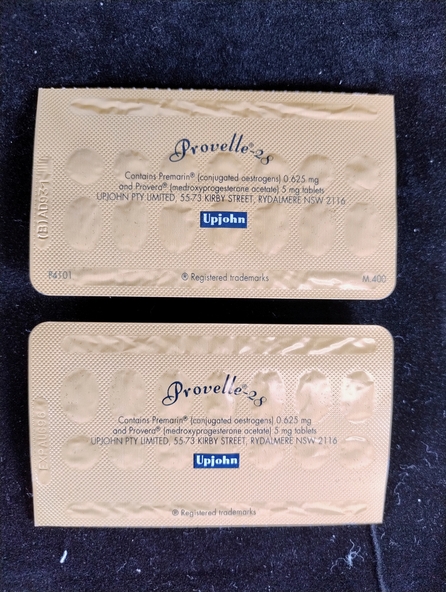 Provelle®-28
Contains Premarin® (conjugated oestrogens) 0.625 mg
and Provera® (medroxyprogesterone acetate) 5 mg tablets
UPJOHN PTY LIMITED, 55-73 KIRBY STREET, RYDALMERE NSW 2116
Upjohn
P4101
® Registered trademarks
M.400
Provelle®-28
Contains Premarin® (conjugated oestrogens) 0.625 mg
and Provera® (medroxyprogesterone acetate) 5 mg tablets
UPJOHN PTY LIMITED, 55-73 KIRBY STREET, RYDALMERE NSW 2116
Upjohn
® Registered trademarks